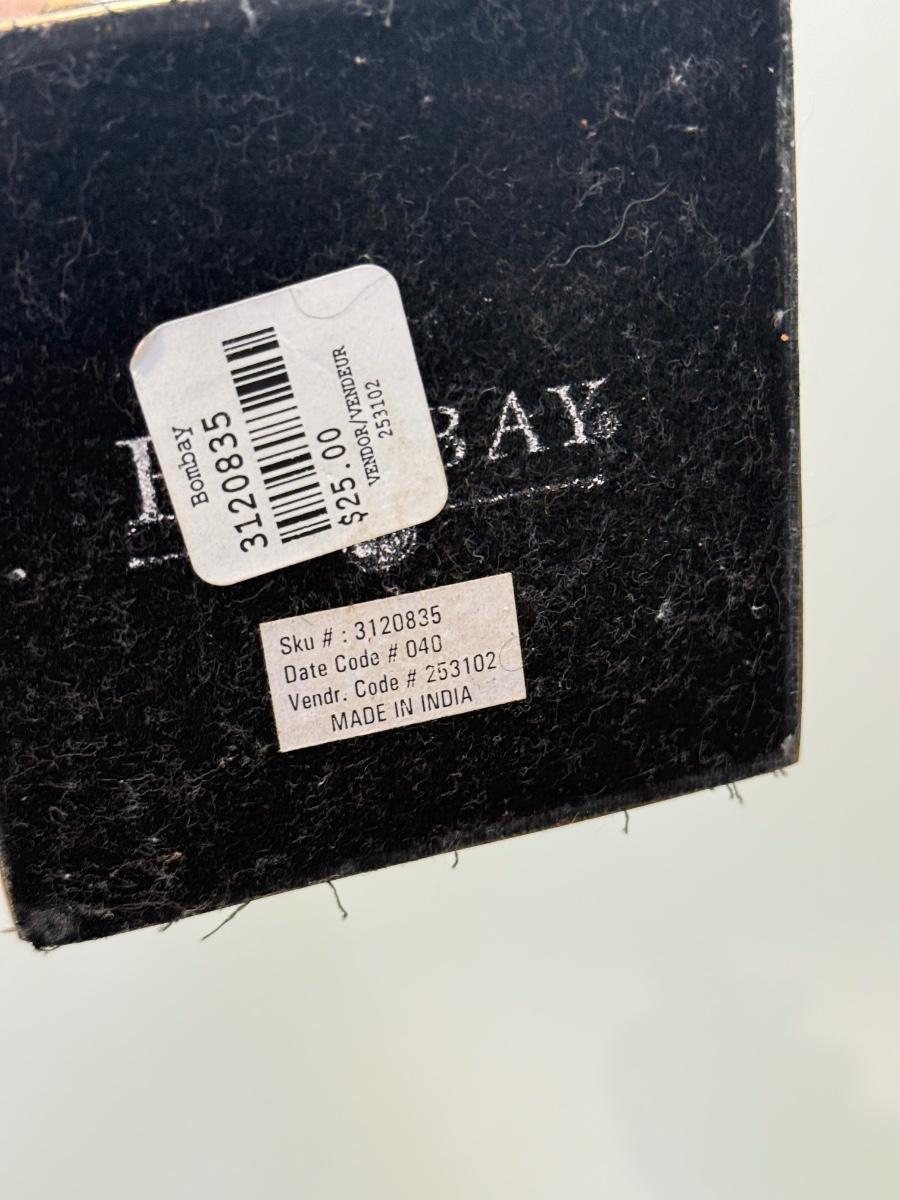 Bombay
3120835
$25.00
VENDOR/VENDEUR
253102
BAY
Sku # : 3120835
Date Code # 040
Vendr. Code # 253102
MADE IN INDIA